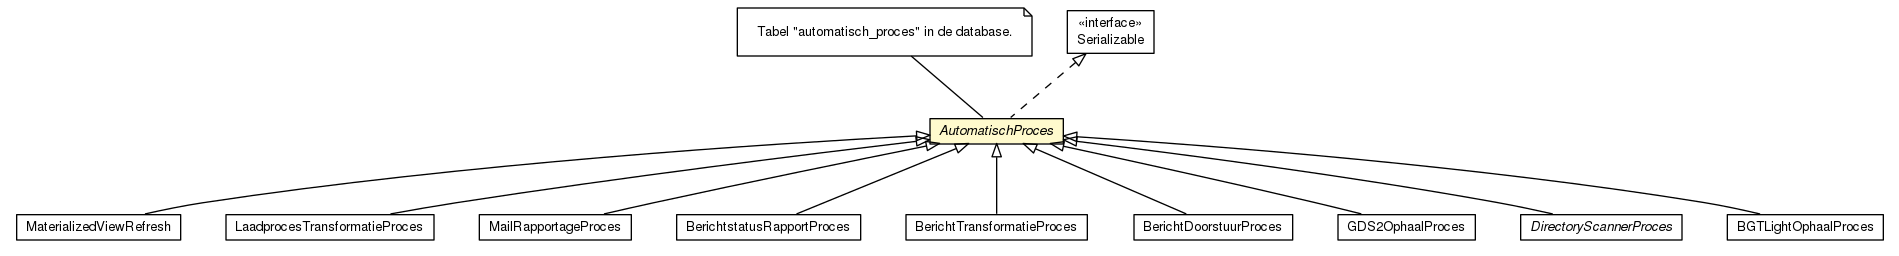 Tabel "automatisch_proces" in de database.
«interface»
Serializable
AutomatischProces
MaterializedViewRefresh
LaadprocesTransformatieProces
MailRapportageProces
BerichtstatusRapportProces
BerichtTransformatieProces
BerichtDoorstuurProces
GDS2OphaalProces
DirectoryScannerProces
BGTLightOphaalProces